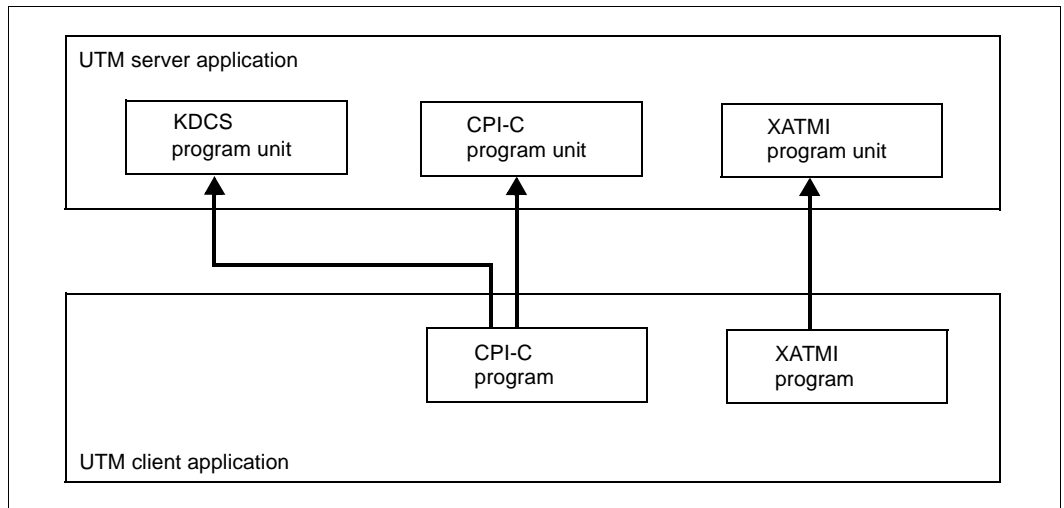 UTM server application
KDCS
program unit
CPI-C
program unit
XATMI
program unit
CPI-C
program
XATMI
program
UTM client application